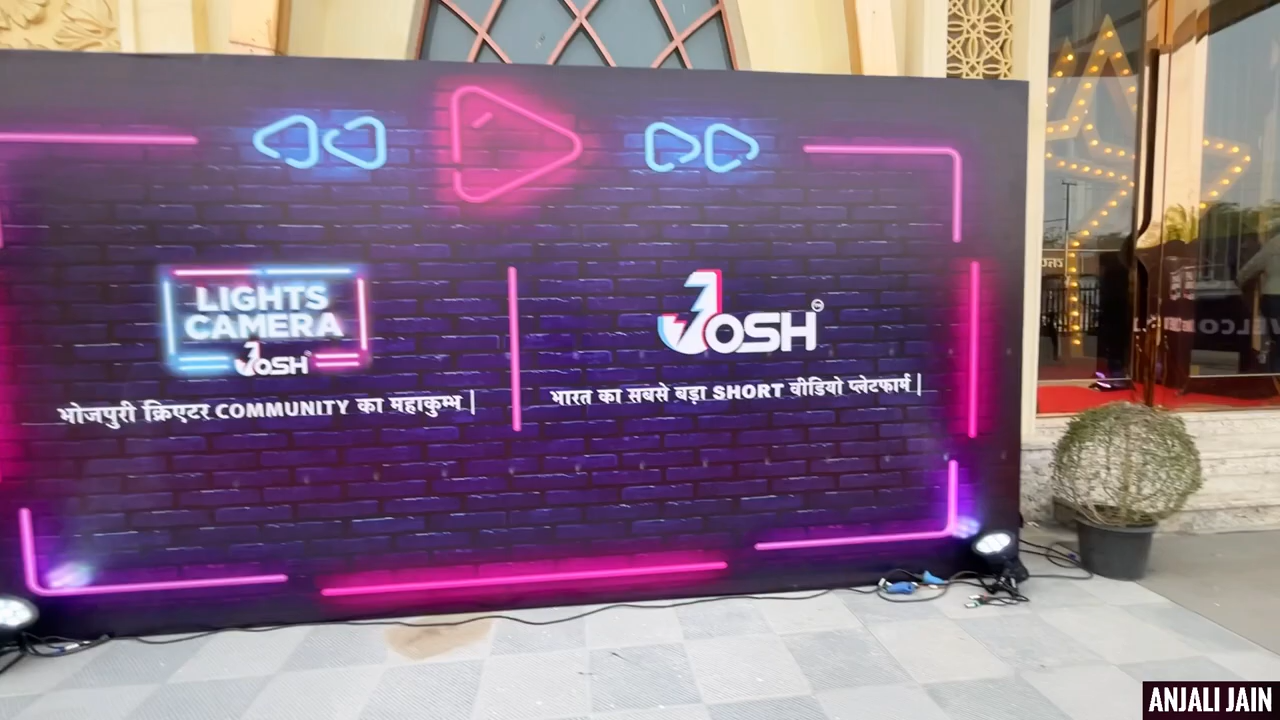 LIGHTS
CAMERA
JOSH
भोजपुरी क्रिएटर COMMUNITY का महाकुम्भ |
JOSH
भारत का सबसे बड़ा SHORT वीडियो प्लेटफार्म |
ANJALI JAIN